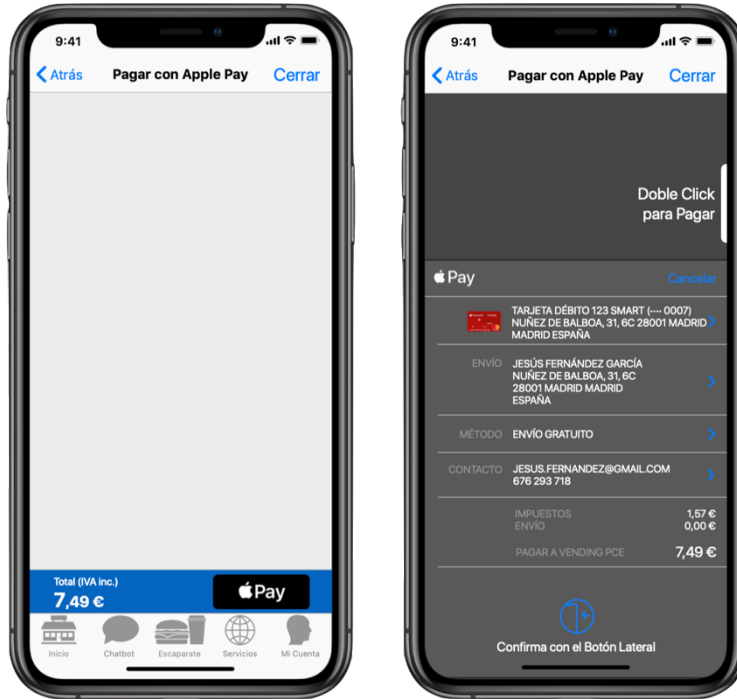 9:41
Atrás Pagar con Apple Pay Cerrar
Total (IVA inc.)
7,49 €
Pay
Inicio Chatbot Escaparate Servicios Mi Cuenta
9:41
Atrás Pagar con Apple Pay Cerrar
Doble Click
para Pagar
Pay Cancelar
TARJETA DÉBITO 123 SMART (···· 0007)
NUÑEZ DE BALBOA, 31, 6C 28001 MADRID
MADRID ESPAÑA
ENVÍO JESÚS FERNÁNDEZ GARCÍA
NUÑEZ DE BALBOA, 31, 6C
28001 MADRID MADRID
ESPAÑA
MÉTODO ENVÍO GRATUITO
CONTACTO JESUS.FERNANDEZ@GMAIL.COM
676 293 718
IMPUESTOS 1,57 €
ENVÍO 0,00 €
PAGAR A VENDING PCE 7,49 €
Confirma con el Botón Lateral